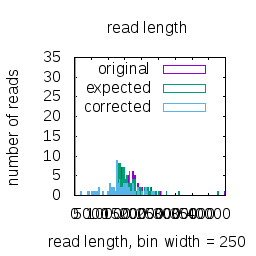 read length
number of reads
35
30
25
20
15
10
5
0
original
expected
corrected
read length, bin width = 250